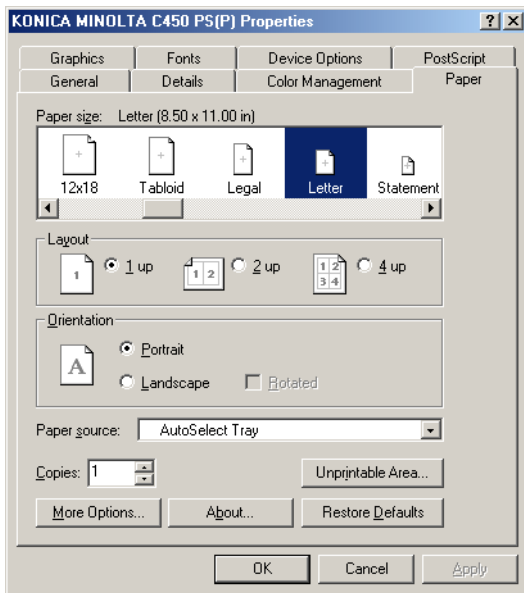 KONICA MINOLTA C450 PS(P) Properties ? x
Graphics Fonts Device Options PostScript
General Details Color Management Paper
Paper size: Letter (8.50 x 11.00 in)
12x18 Tabloid Legal Letter Statement
Layout
1 1 up 1 2 2 up 1 2 4 up
3 4
Orientation
A Portrait
Landscape Rotated
Paper source: AutoSelect Tray
Copies: 1 Unprintable Area...
More Options... About... Restore Defaults
OK Cancel Apply